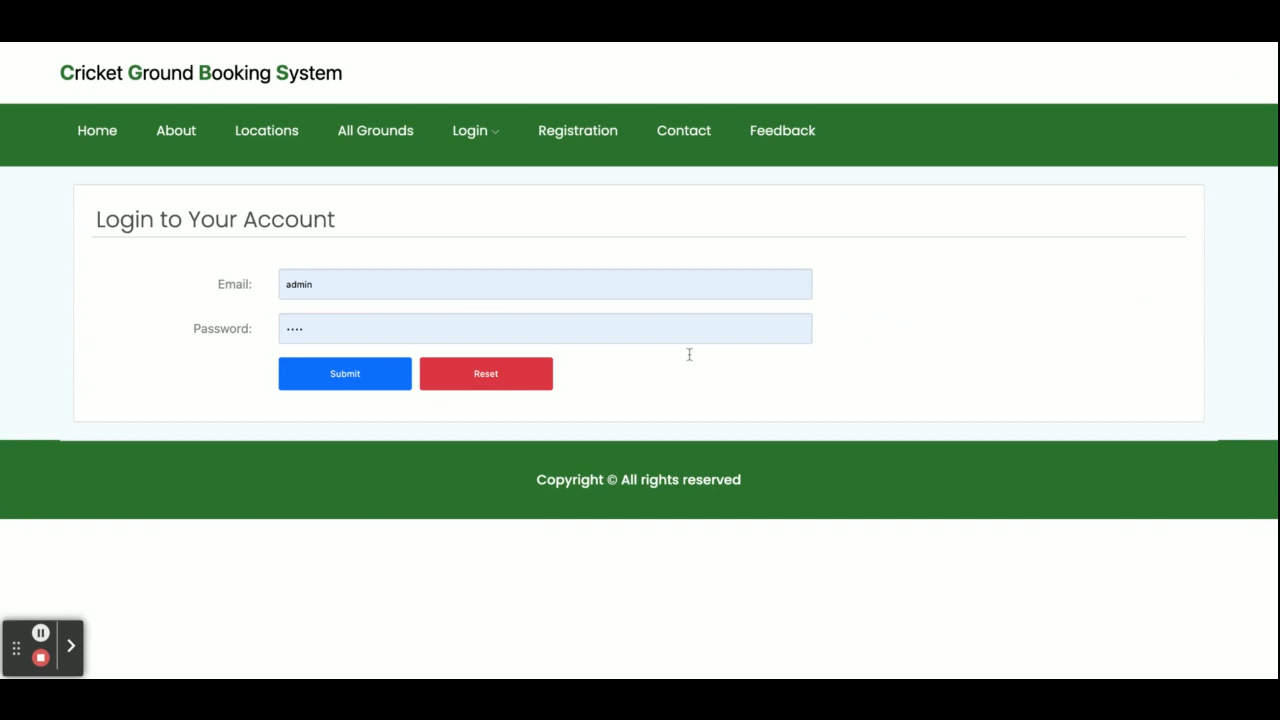 Cricket Ground Booking System
Home About Locations All Grounds Login Registration Contact Feedback
Login to Your Account
Email: admin
Password: ••••
Submit Reset
Copyright © All rights reserved